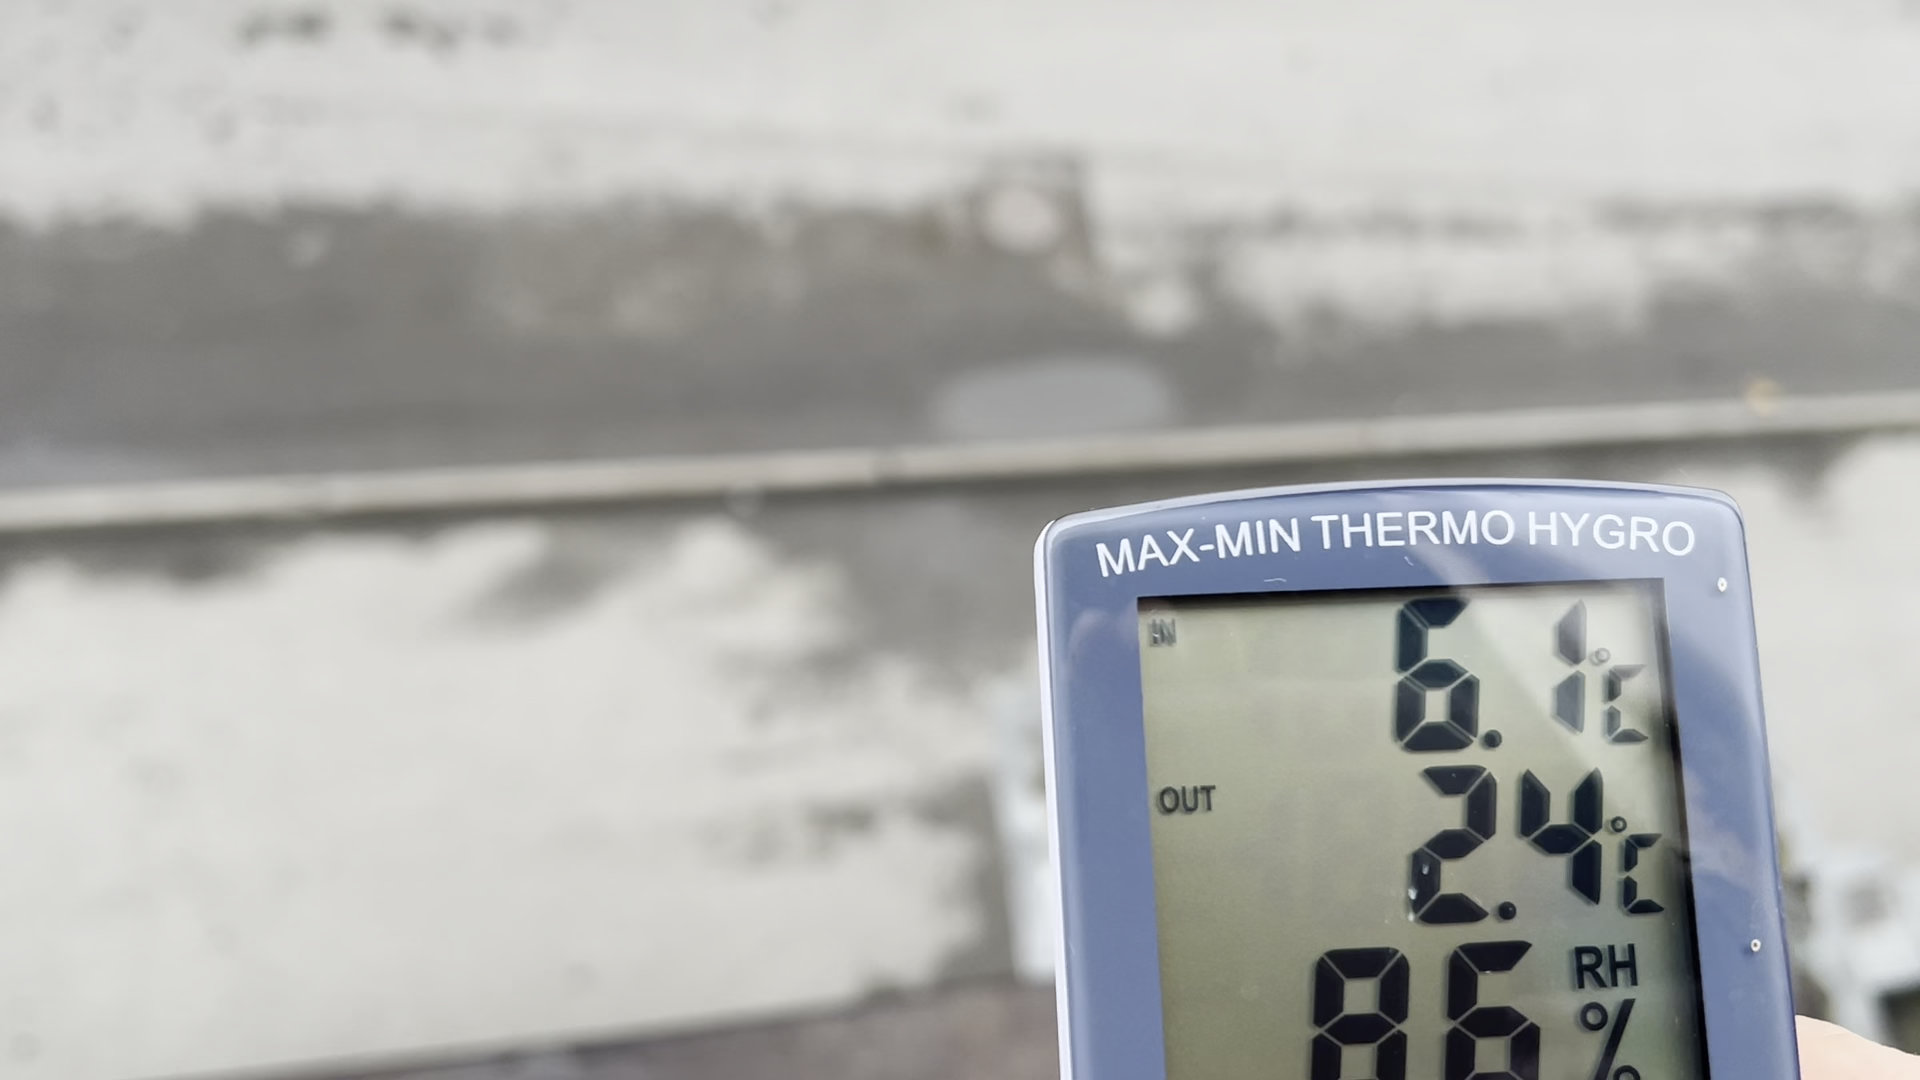 MAX-MIN THERMO HYGRO
IN 6.1°C
OUT 2.4°C
86 RH %